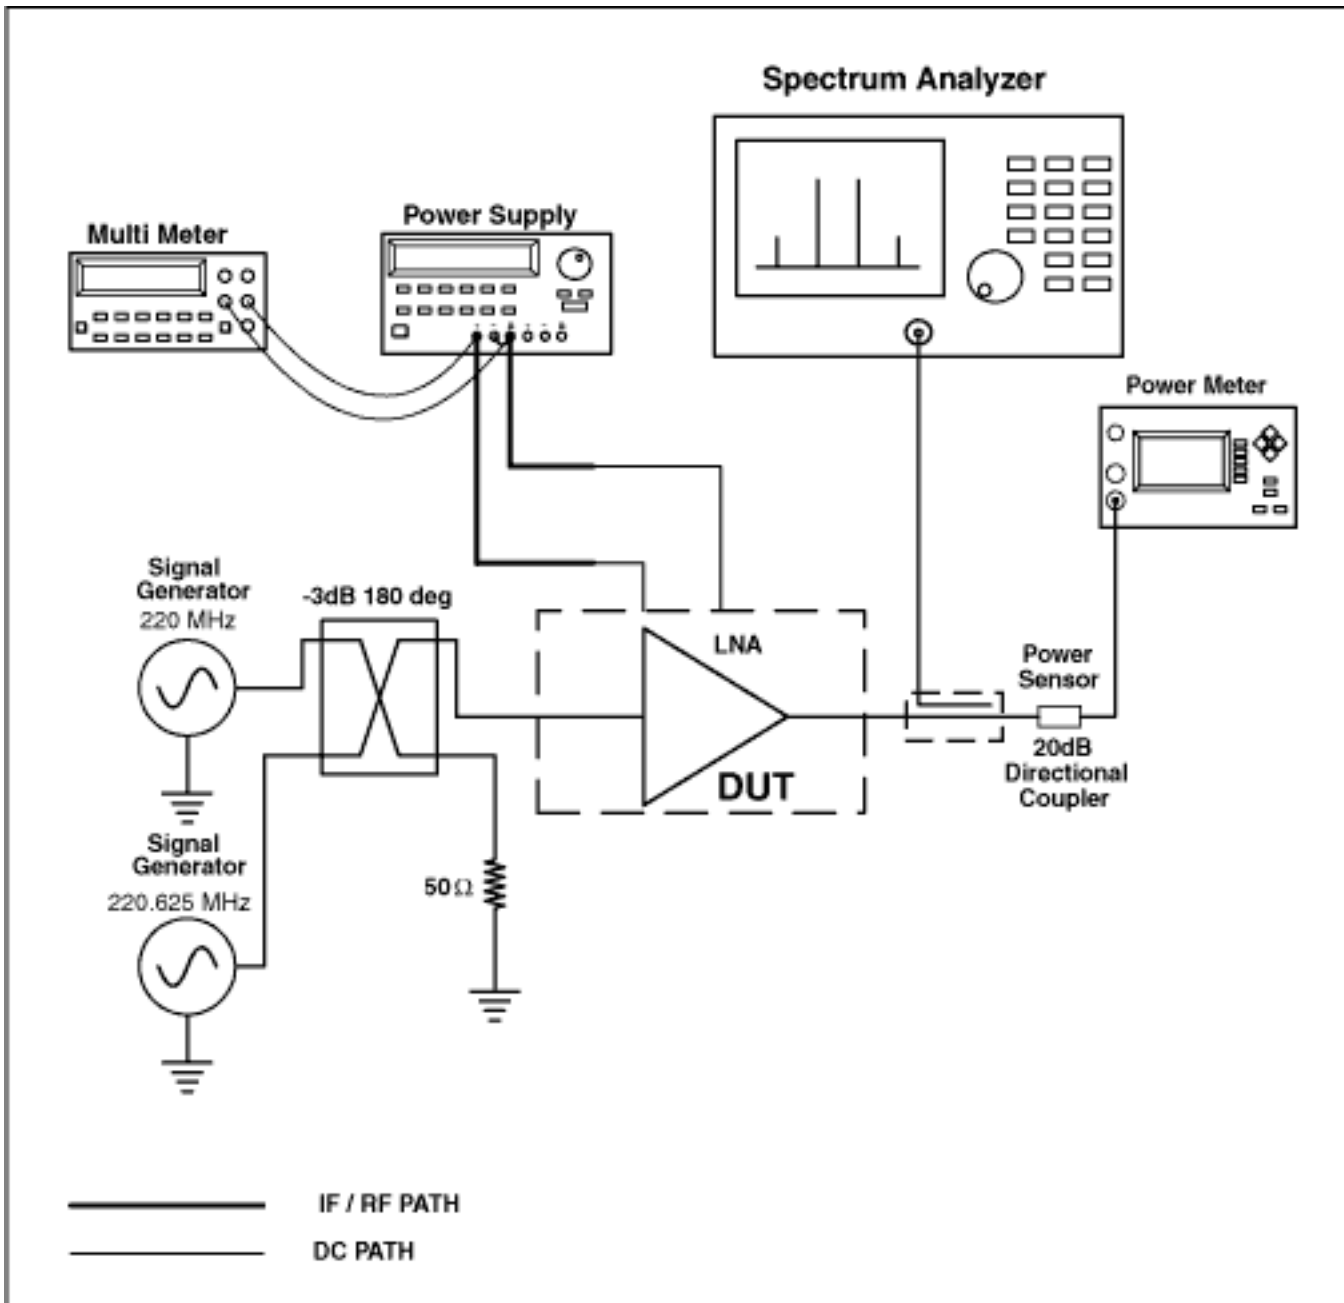 Spectrum Analyzer
Power Supply
Multi Meter
Power Meter
Signal
Generator
220 MHz
-3dB 180 deg
LNA
DUT
Power
Sensor
20dB
Directional
Coupler
Signal
Generator
220.625 MHz
50Ω
IF / RF PATH
DC PATH